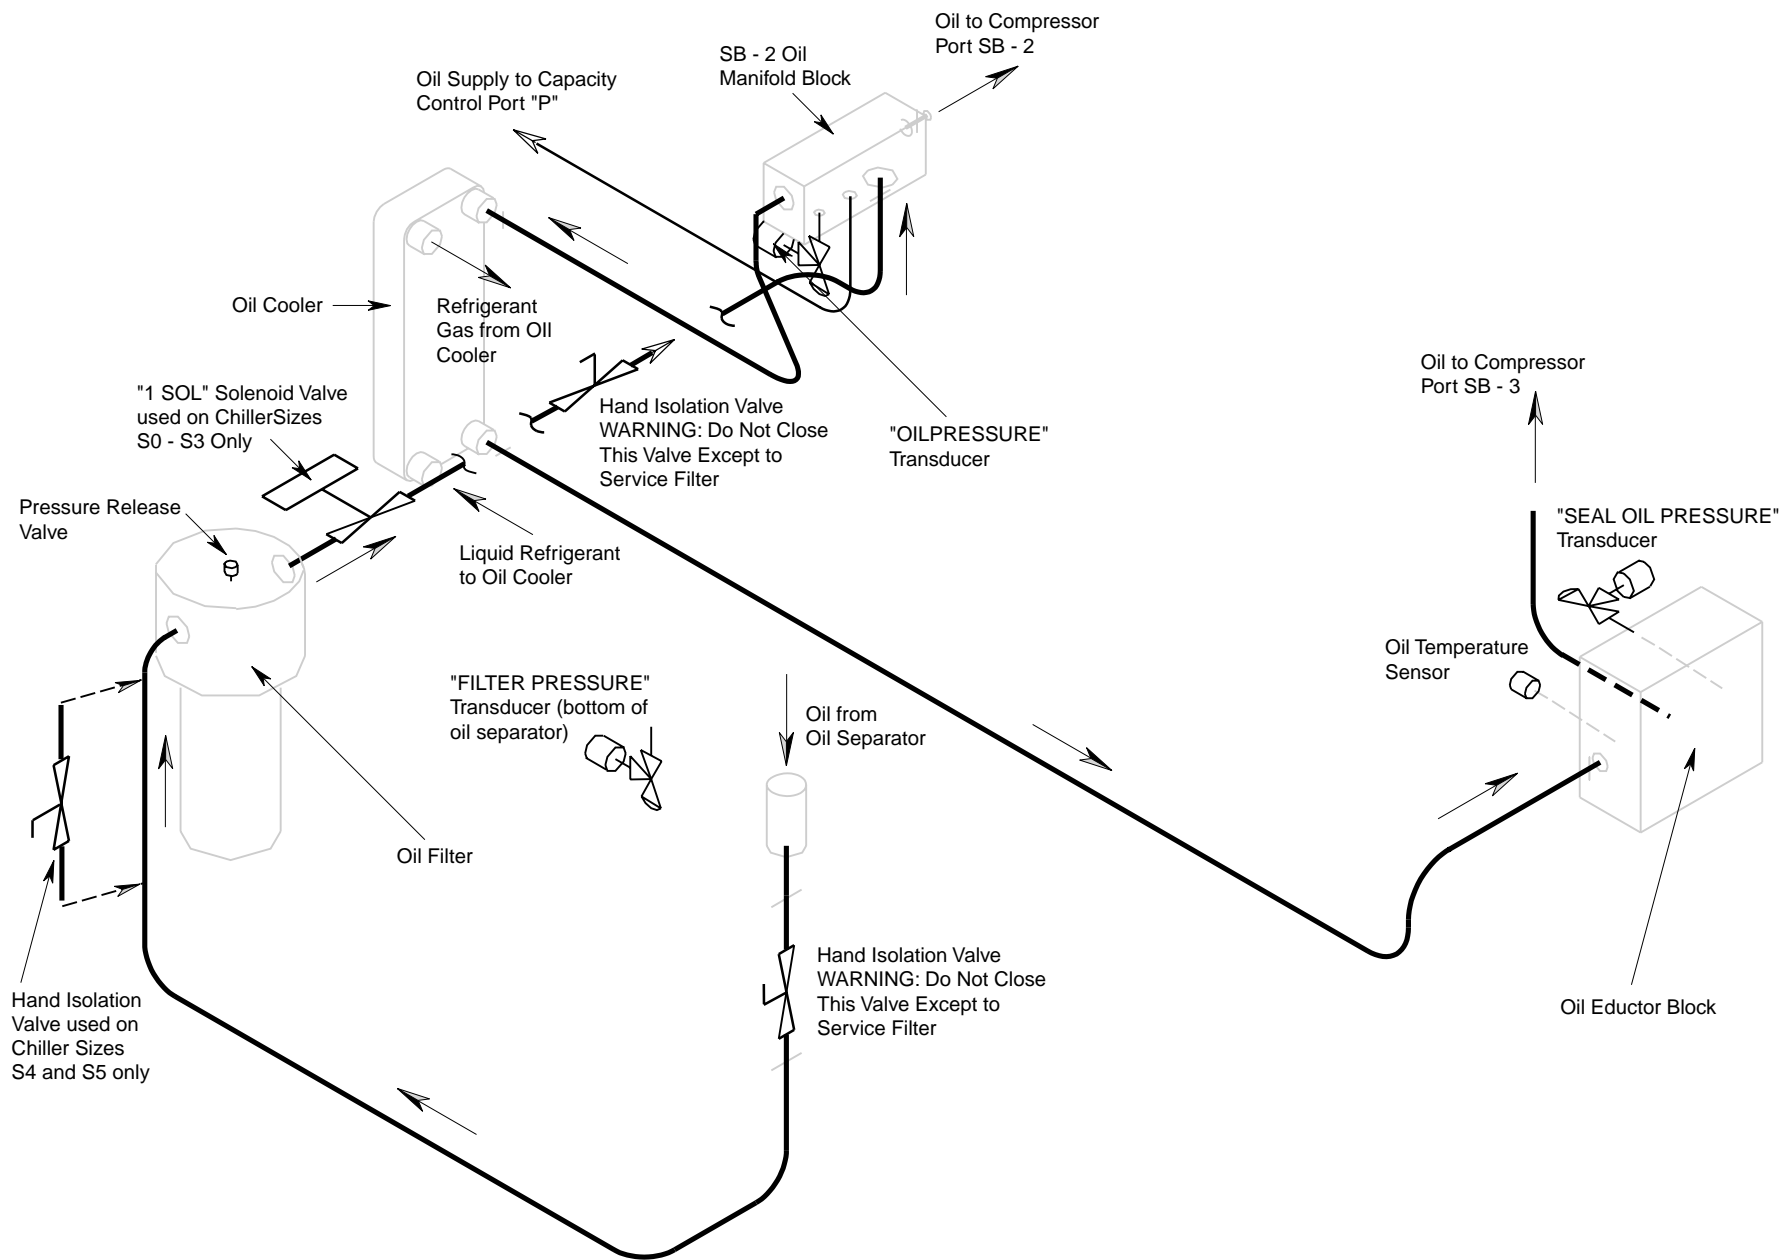 Oil to Compressor
Port SB - 2
SB - 2 Oil
Manifold Block
Oil Supply to Capacity
Control Port "P"
Oil Cooler
Refrigerant
Gas from OIl
Cooler
"1 SOL" Solenoid Valve
used on ChillerSizes
S0 - S3 Only
Hand Isolation Valve
WARNING: Do Not Close
This Valve Except to
Service Filter
"OILPRESSURE"
Transducer
Oil to Compressor
Port SB - 3
Pressure Release
Valve
Liquid Refrigerant
to Oil Cooler
"SEAL OIL PRESSURE"
Transducer
Oil Temperature
Sensor
"FILTER PRESSURE"
Transducer (bottom of
oil separator)
Oil from
Oil Separator
Oil Filter
Hand Isolation Valve
WARNING: Do Not Close
This Valve Except to
Service Filter
Hand Isolation
Valve used on
Chiller Sizes
S4 and S5 only
Oil Eductor Block